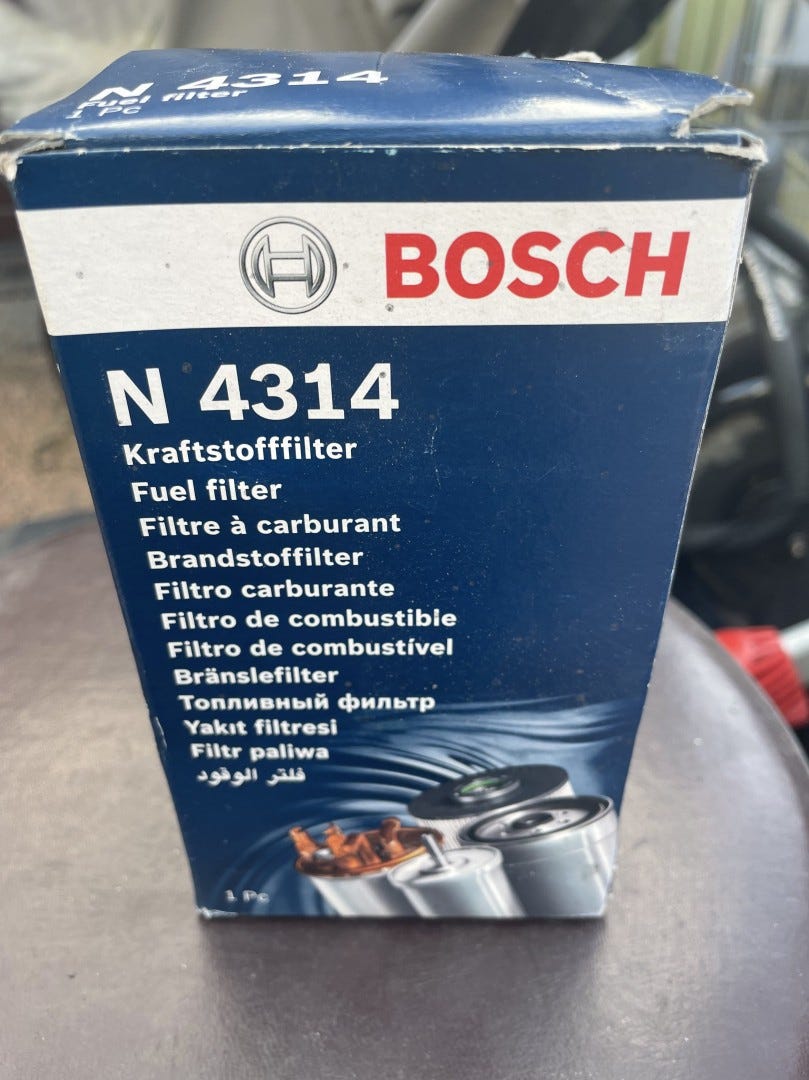 N 4314
Fuel filter
1 Pc
BOSCH
N 4314
Kraftstofffilter
Fuel filter
Filtre à carburant
Brandstoffilter
Filtro carburante
Filtro de combustible
Filtro de combustível
Bränslefilter
Топливный фильтр
Yakıt filtresi
Filtr paliwa
فلتر الوقود
1 Pc